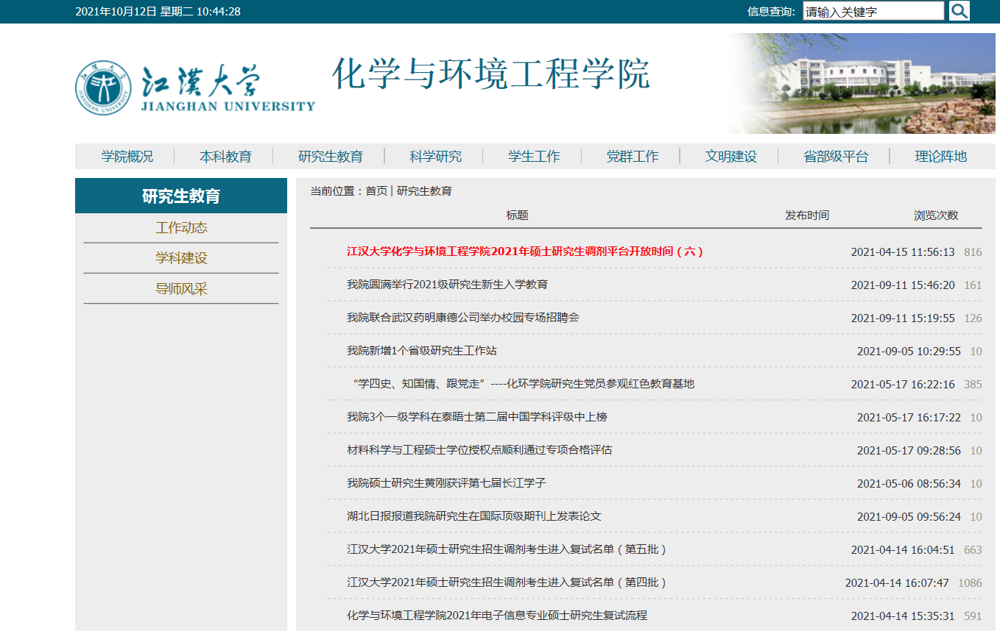 2021年10月12日 星期二 10:44:28 信息查询: 请输入关键字
江漢大学 化学与环境工程学院
JIANGHAN UNIVERSITY
学院概况 本科教育 研究生教育 科学研究 学生工作 党群工作 文明建设 省部级平台 理论阵地
研究生教育
工作动态
学科建设
导师风采
当前位置：首页 | 研究生教育
标题 发布时间 浏览次数
江汉大学化学与环境工程学院2021年硕士研究生调剂平台开放时间（六） 2021-04-15 11:56:13 816
我院圆满举行2021级研究生新生入学教育 2021-09-11 15:46:20 161
我院联合武汉药明康德公司举办校园专场招聘会 2021-09-11 15:19:55 126
我院新增1个省级研究生工作站 2021-09-05 10:29:55 10
“学四史、知国情、跟党走”----化环学院研究生党员参观红色教育基地 2021-05-17 16:22:16 385
我院3个一级学科在泰晤士第二届中国学科评级中上榜 2021-05-17 16:17:22 10
材料科学与工程硕士学位授权点顺利通过专项合格评估 2021-05-17 09:28:56 10
我院硕士研究生黄刚获评第七届长江学子 2021-05-06 08:56:34 10
湖北日报报道我院研究生在国际顶级期刊上发表论文 2021-09-05 09:56:24 10
江汉大学2021年硕士研究生招生调剂考生进入复试名单（第五批） 2021-04-14 16:04:51 663
江汉大学2021年硕士研究生招生调剂考生进入复试名单（第四批） 2021-04-14 16:07:47 1086
化学与环境工程学院2021年电子信息专业硕士研究生复试流程 2021-04-14 15:35:31 591